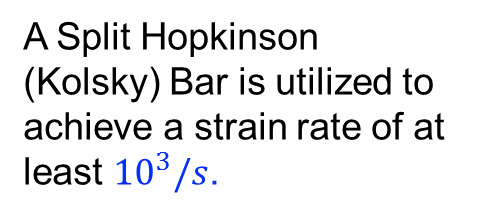 A Split Hopkinson
(Kolsky) Bar is utilized to
achieve a strain rate of at
least 10³/s.